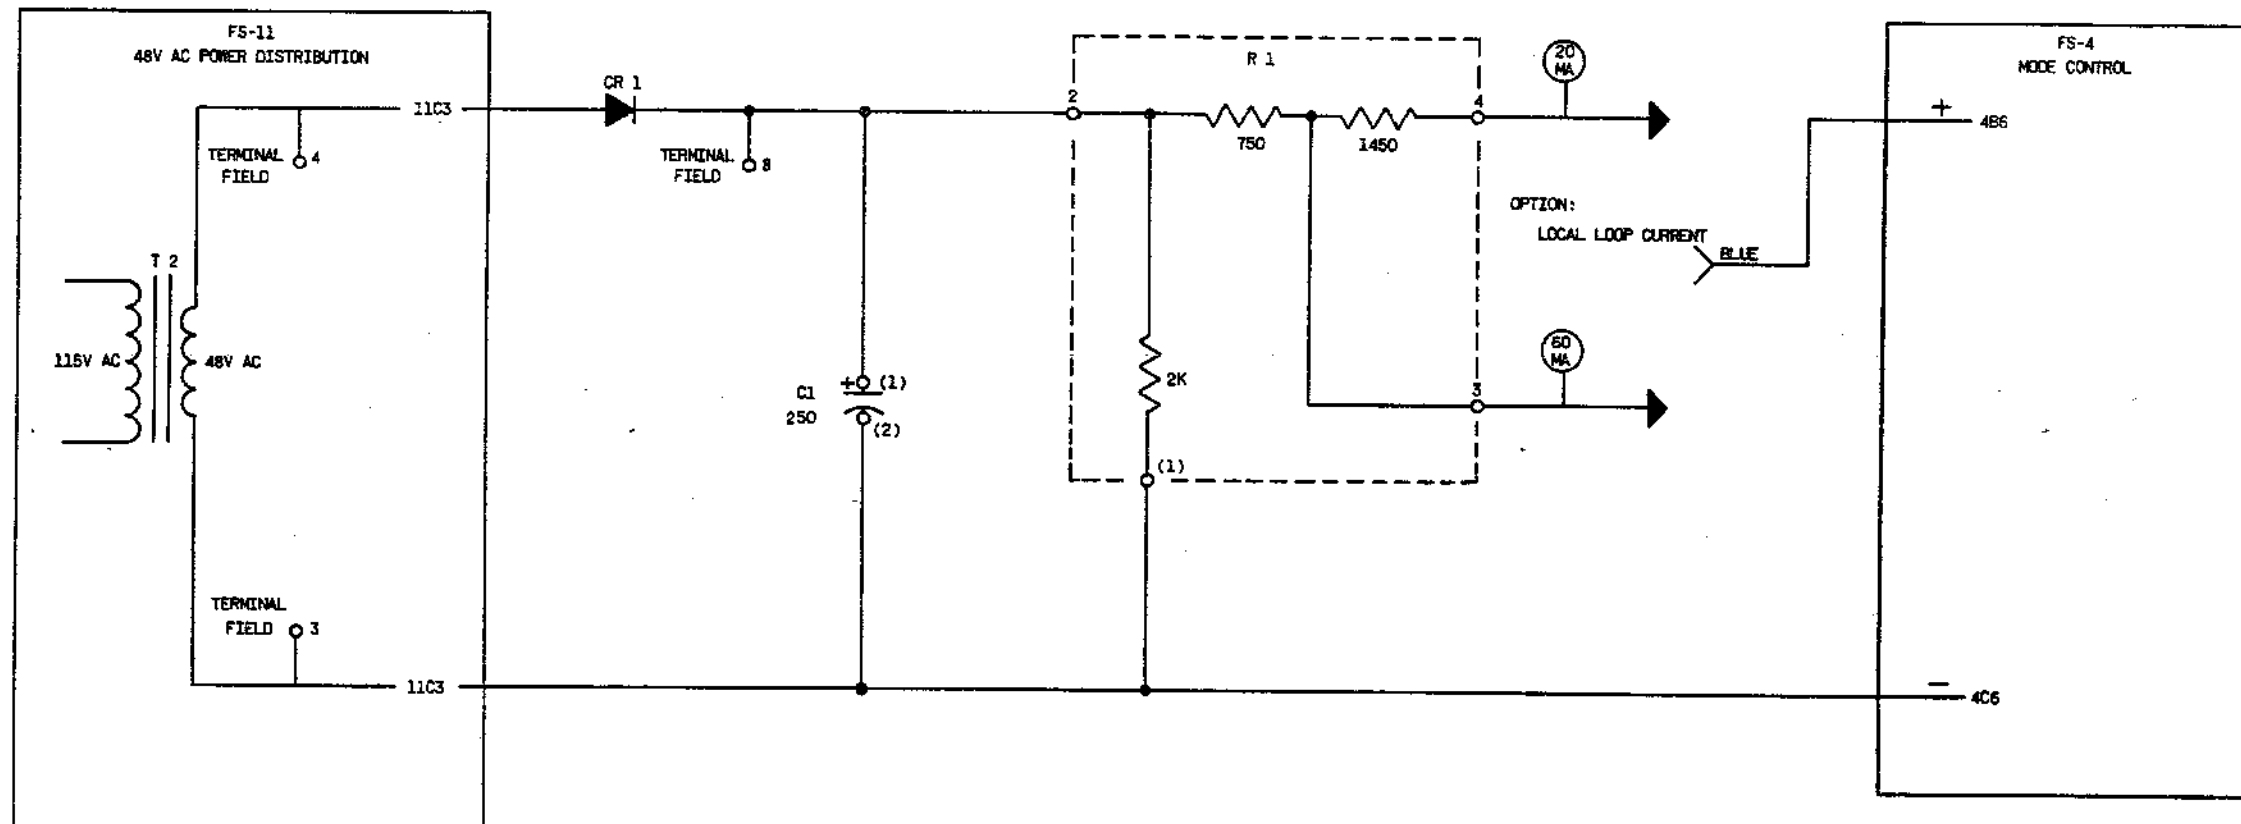 FS-11
48V AC POWER DISTRIBUTION
11C3
TERMINAL
FIELD
4
T 2
115V AC
48V AC
TERMINAL
FIELD
3
11C3
CR 1
TERMINAL
FIELD
8
C1
250
+
(1)
(2)
R 1
2
750
1450
4
2K
(1)
3
20
MA
OPTION:
LOCAL LOOP CURRENT
BLUE
60
MA
FS-4
MODE CONTROL
+
4B6
—
4C6